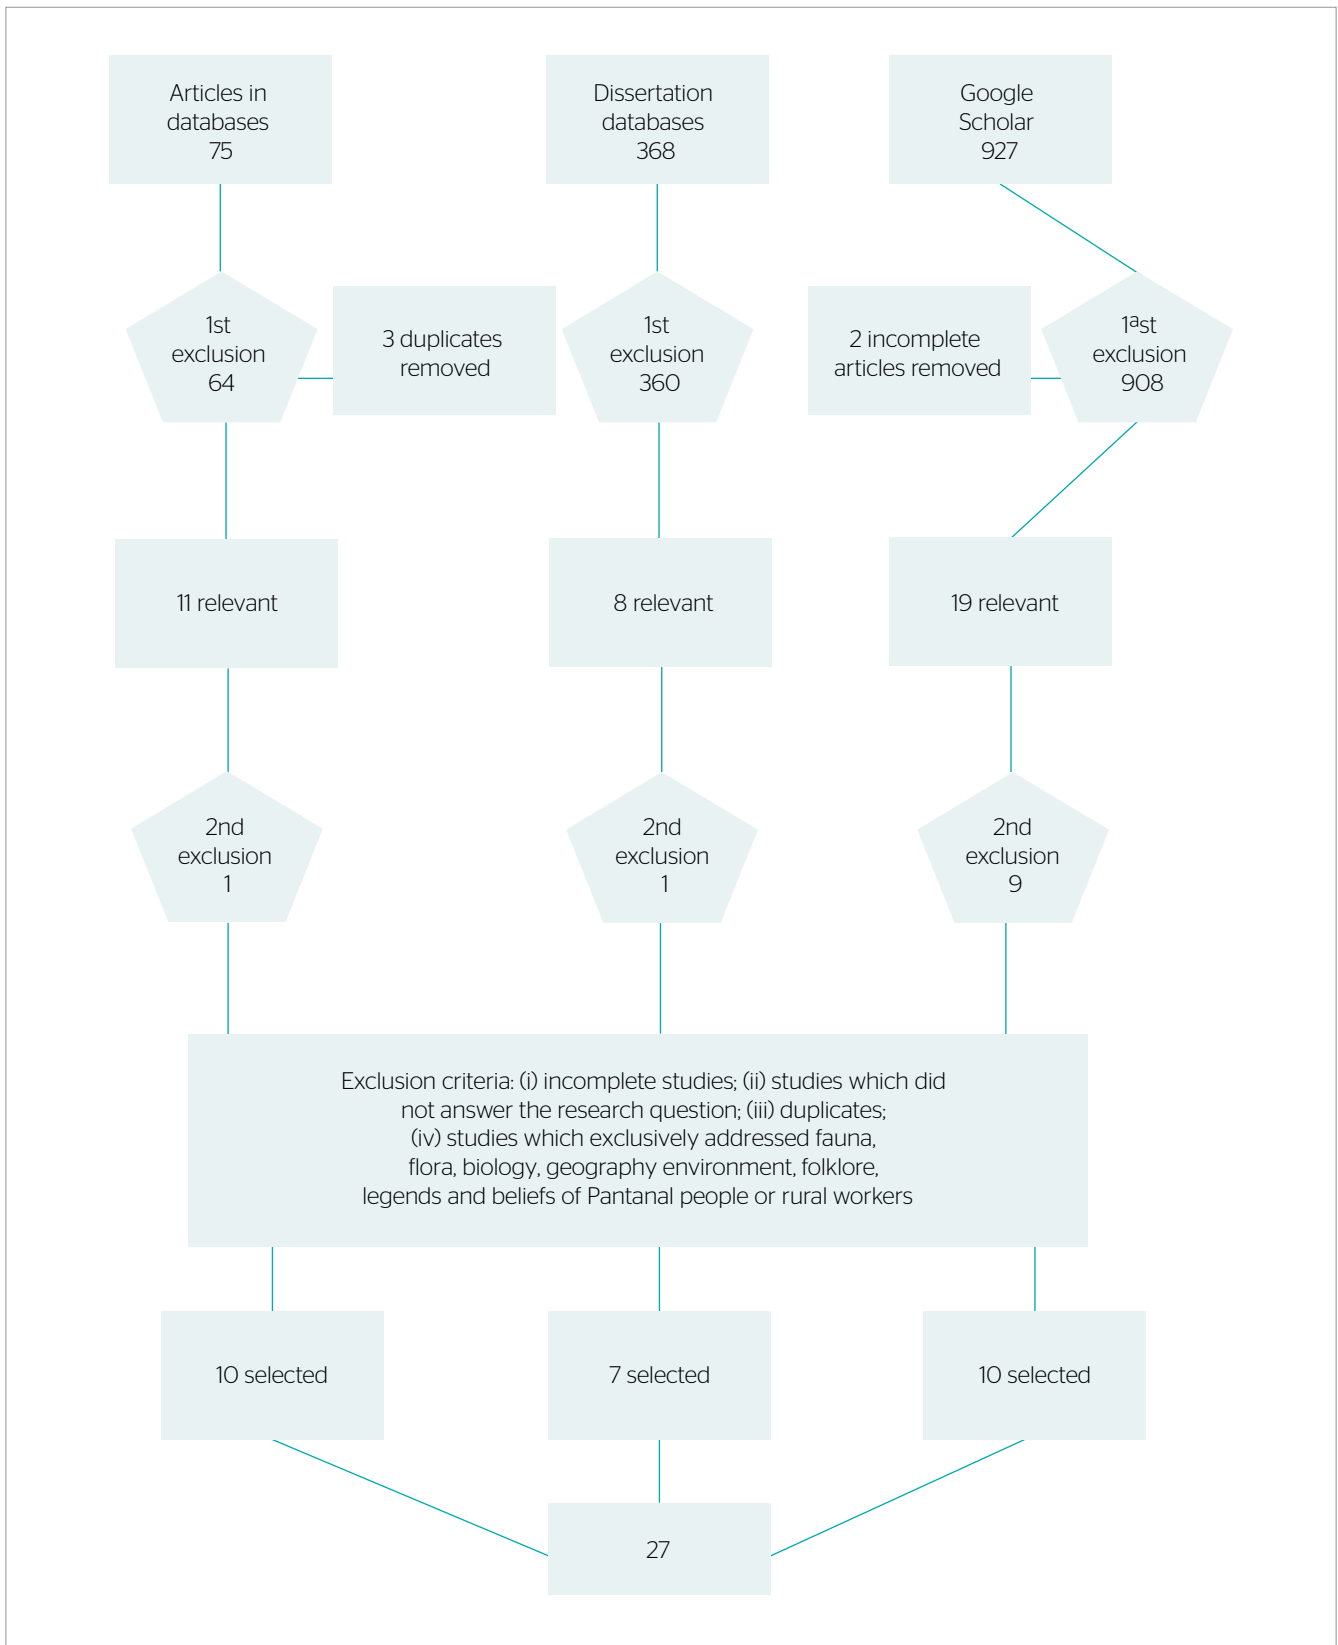 Articles in
databases
75
Dissertation
databases
368
Google
Scholar
927
1st
exclusion
64
3 duplicates
removed
1st
exclusion
360
2 incomplete
articles removed
1ªst
exclusion
908
11 relevant
8 relevant
19 relevant
2nd
exclusion
1
2nd
exclusion
1
2nd
exclusion
9
Exclusion criteria: (i) incomplete studies; (ii) studies which did
not answer the research question; (iii) duplicates;
(iv) studies which exclusively addressed fauna,
flora, biology, geography environment, folklore,
legends and beliefs of Pantanal people or rural workers
10 selected
7 selected
10 selected
27